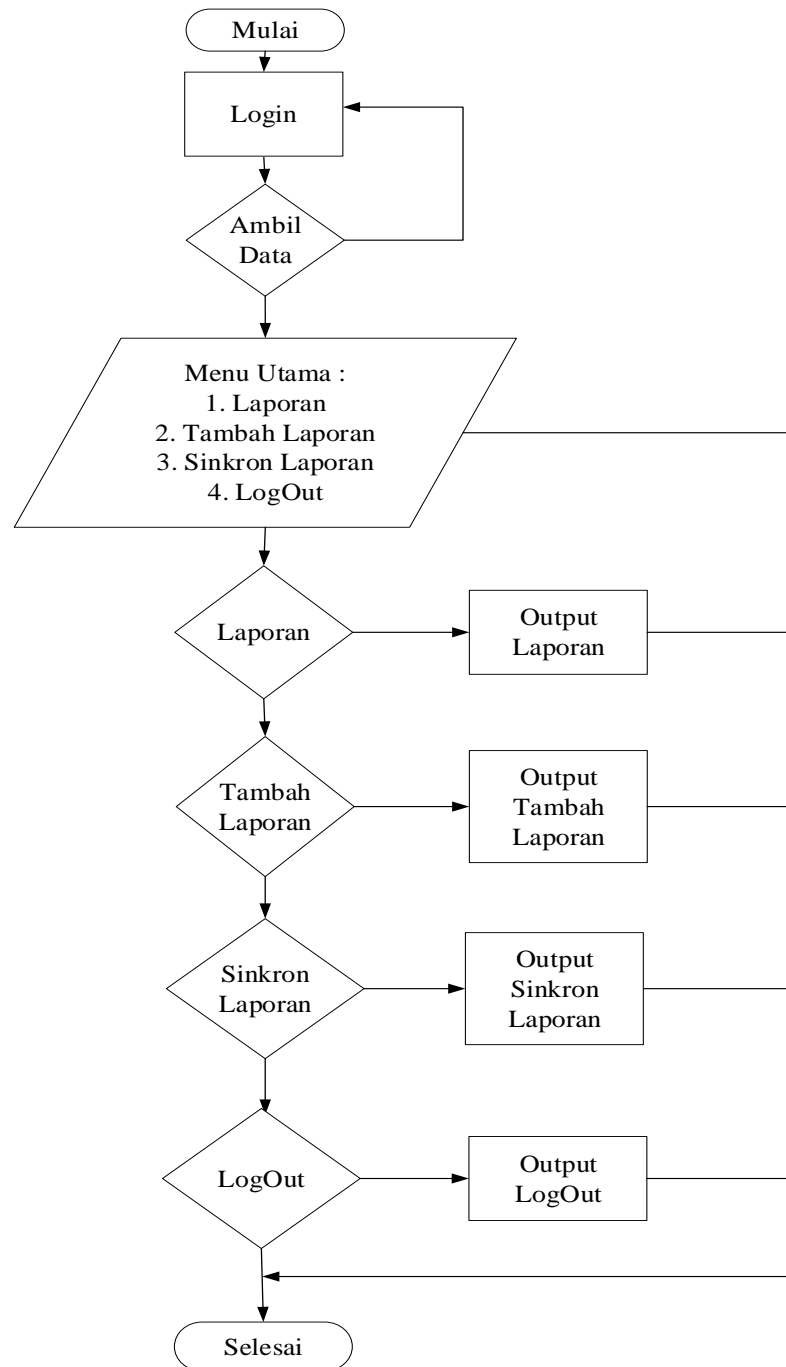 Mulai
Login
Ambil
Data
Menu Utama :
1. Laporan
2. Tambah Laporan
3. Sinkron Laporan
4. LogOut
Laporan
Output
Laporan
Tambah
Laporan
Output
Tambah
Laporan
Sinkron
Laporan
Output
Sinkron
Laporan
LogOut
Output
LogOut
Selesai